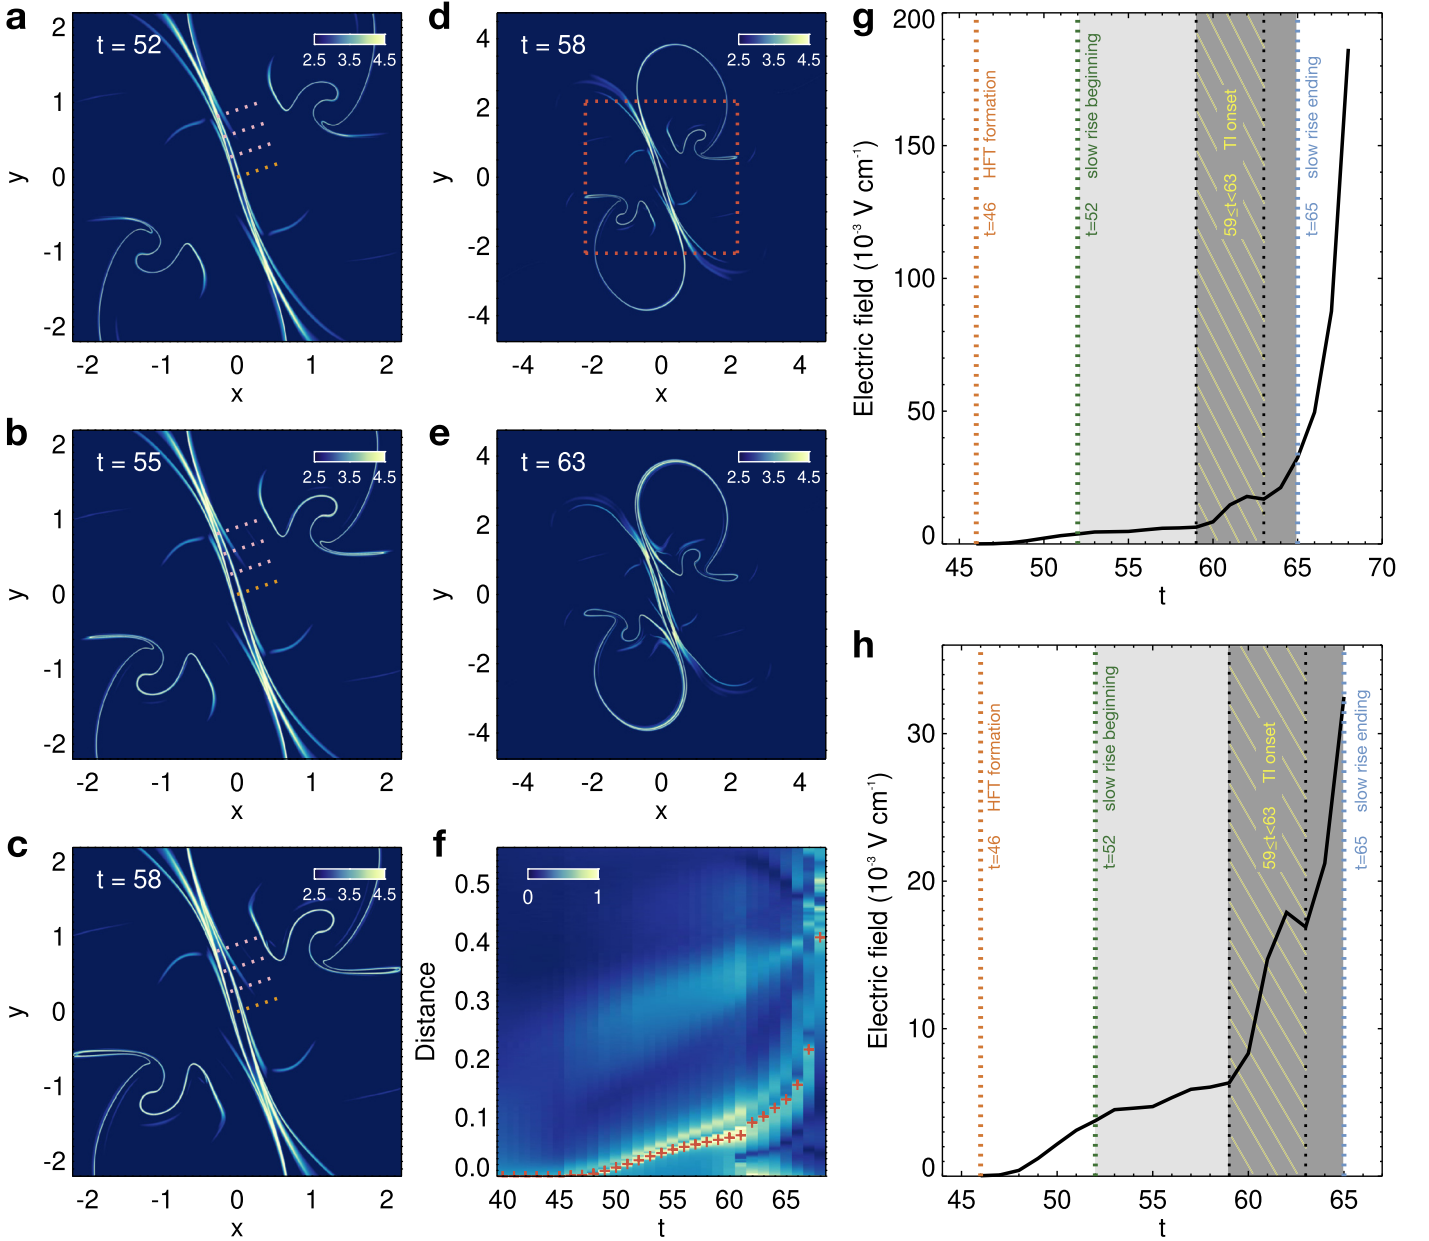 a
t = 52
2.5 3.5 4.5
2
1
0
-1
-2
y
-2 -1 0 1 2
x
b
t = 55
2.5 3.5 4.5
2
1
0
-1
-2
y
-2 -1 0 1 2
x
c
t = 58
2.5 3.5 4.5
2
1
0
-1
-2
y
-2 -1 0 1 2
x
d
t = 58
2.5 3.5 4.5
4
2
0
-2
-4
y
-4 -2 0 2 4
x
e
t = 63
2.5 3.5 4.5
4
2
0
-2
-4
y
-4 -2 0 2 4
x
f
0 1
0.5
0.4
0.3
0.2
0.1
0.0
Distance
40 45 50 55 60 65
t
g
200
150
100
50
0
Electric field (10⁻³ V cm⁻¹)
t=46 HFT formation
t=52 slow rise beginning
59≤t<63 TI onset
t=65 slow rise ending
45 50 55 60 65 70
t
h
30
20
10
0
Electric field (10⁻³ V cm⁻¹)
t=46 HFT formation
t=52 slow rise beginning
59≤t<63 TI onset
t=65 slow rise ending
45 50 55 60 65
t